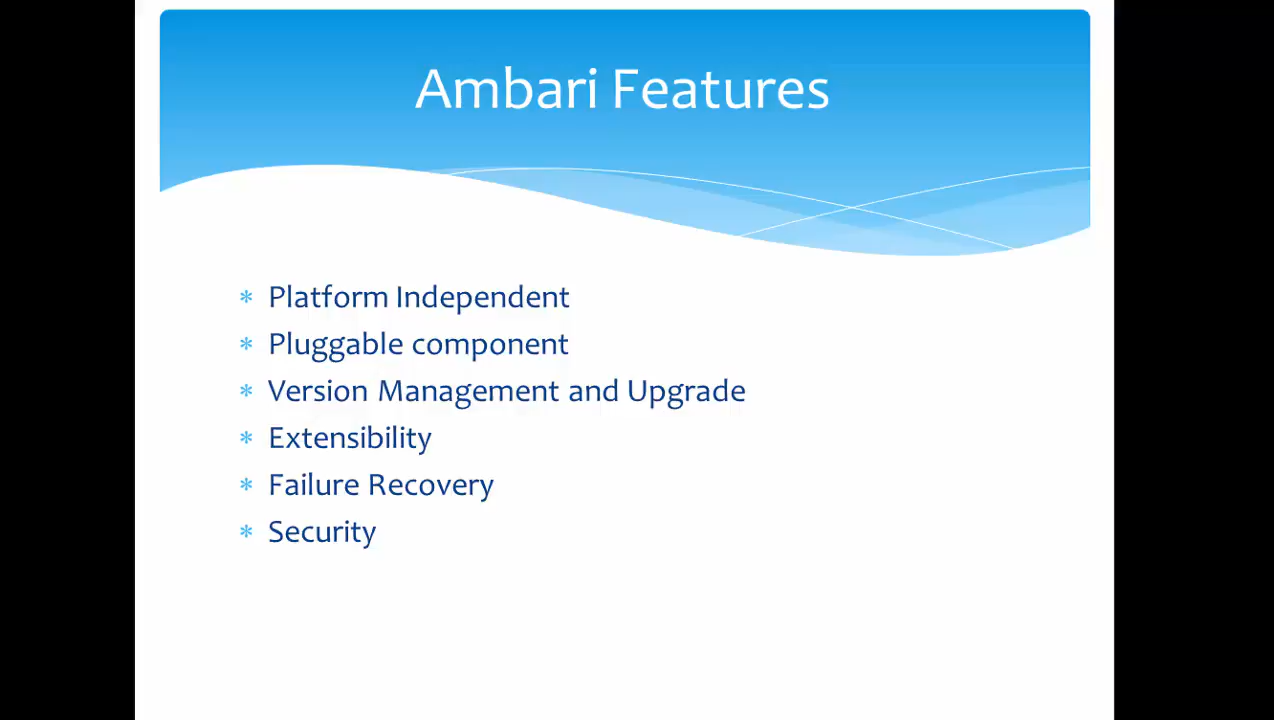 Ambari Features
* Platform Independent
* Pluggable component
* Version Management and Upgrade
* Extensibility
* Failure Recovery
* Security